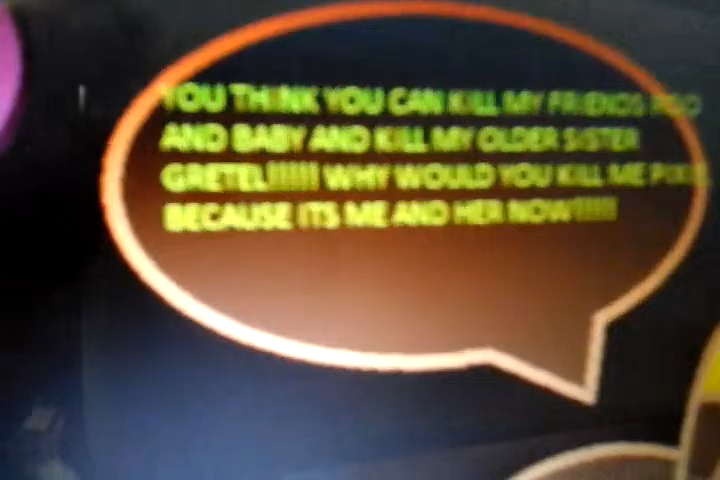 YOU THINK YOU CAN KILL MY FRIENDS
AND BABY AND KILL MY OLDER SISTER
GRETEL!!!!!! WHY WOULD YOU KILL ME
BECAUSE ITS ME AND HER NOW!!!!!